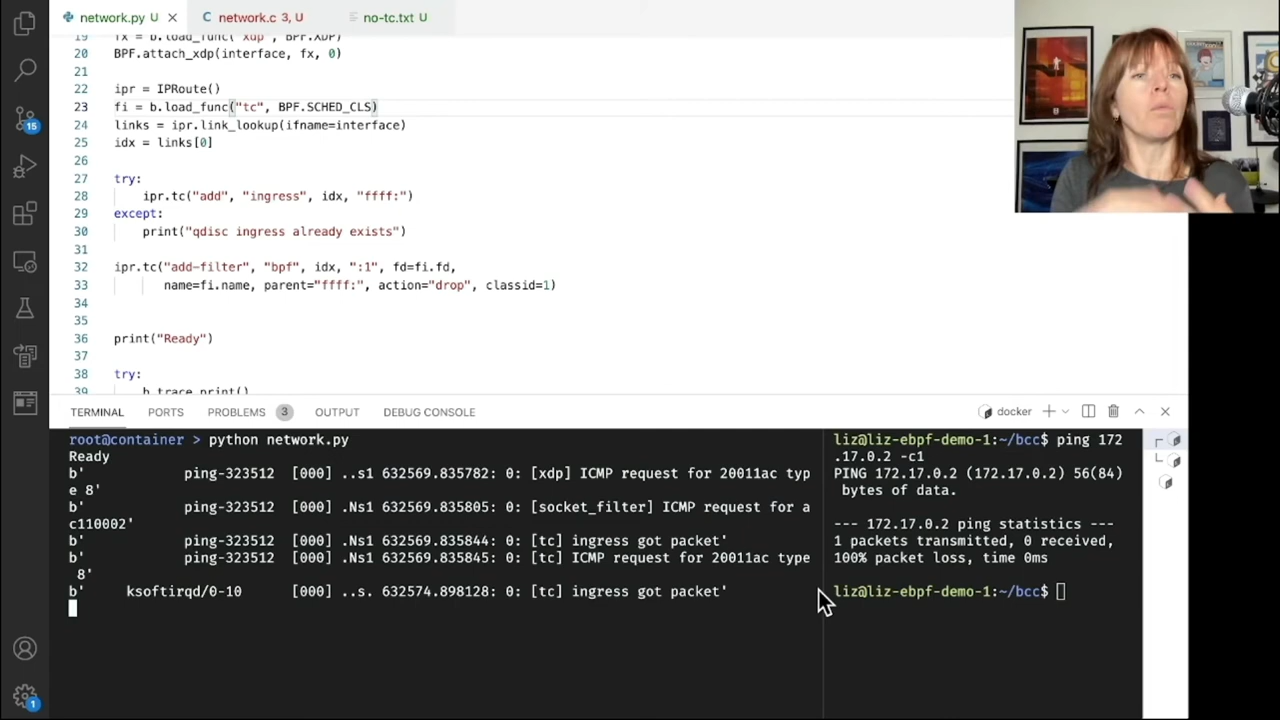 network.py U
network.c 3, U
no-tc.txt U
19 fx = b.load_func("xdp", BPF.XDP)
20 BPF.attach_xdp(interface, fx, 0)
21
22 ipr = IPRoute()
23 fi = b.load_func("tc", BPF.SCHED_CLS)
24 links = ipr.link_lookup(ifname=interface)
25 idx = links[0]
26
27 try:
28 ipr.tc("add", "ingress", idx, "ffff:")
29 except:
30 print("qdisc ingress already exists")
31
32 ipr.tc("add-filter", "bpf", idx, ":1", fd=fi.fd,
33 name=fi.name, parent="ffff:", action="drop", classid=1)
34
35
36 print("Ready")
37
38 try:
39 b.trace_print()
15
1
TERMINAL PORTS PROBLEMS 3 OUTPUT DEBUG CONSOLE
docker
root@container > python network.py
Ready
b' ping-323512 [000] ..s1 632569.835782: 0: [xdp] ICMP request for 20011ac typ
e 8'
b' ping-323512 [000] .Ns1 632569.835805: 0: [socket_filter] ICMP request for a
c110002'
b' ping-323512 [000] .Ns1 632569.835844: 0: [tc] ingress got packet'
b' ping-323512 [000] .Ns1 632569.835845: 0: [tc] ICMP request for 20011ac type
8'
b' ksoftirqd/0-10 [000] ..s. 632574.898128: 0: [tc] ingress got packet'
liz@liz-ebpf-demo-1:~/bcc$ ping 172
.17.0.2 -c1
PING 172.17.0.2 (172.17.0.2) 56(84)
bytes of data.
--- 172.17.0.2 ping statistics ---
1 packets transmitted, 0 received,
100% packet loss, time 0ms
liz@liz-ebpf-demo-1:~/bcc$